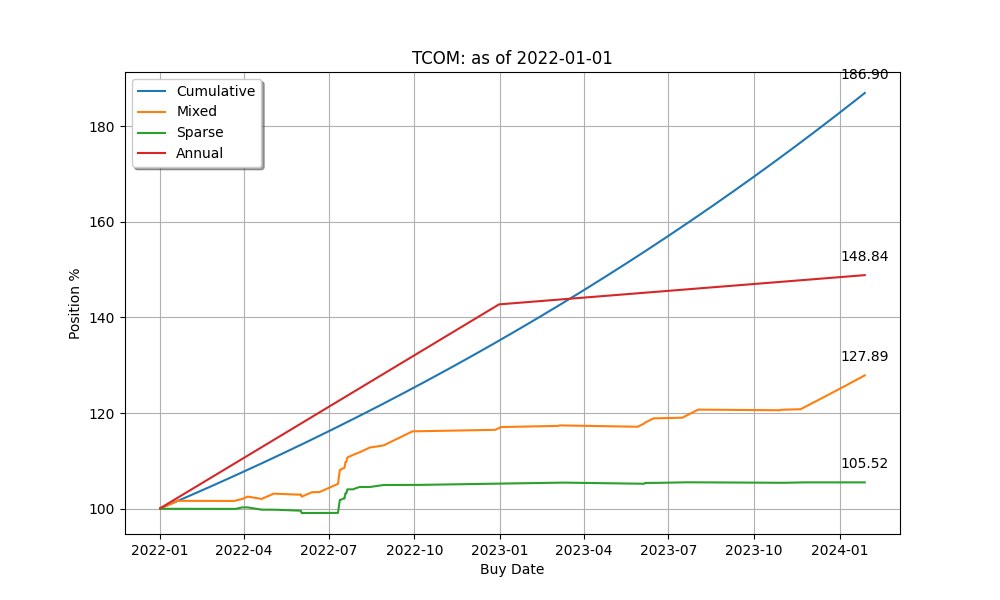 TCOM: as of 2022-01-01
186.90
Cumulative
Mixed
Sparse
Annual
180
160
148.84
140
127.89
120
105.52
100
Position %
2022-01 2022-04 2022-07 2022-10 2023-01 2023-04 2023-07 2023-10 2024-01
Buy Date